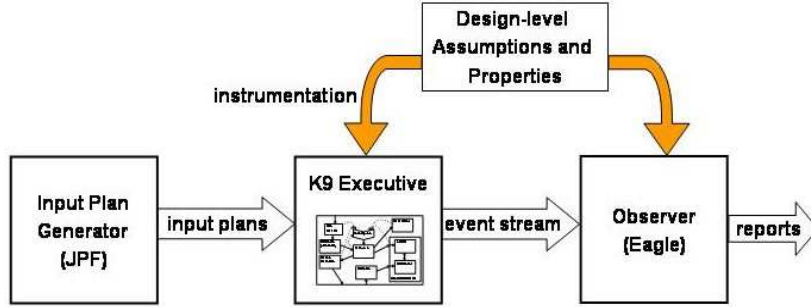 Design-level
Assumptions and
Properties
instrumentation
Input Plan
Generator
(JPF)
input plans
K9 Executive
event stream
Observer
(Eagle)
reports